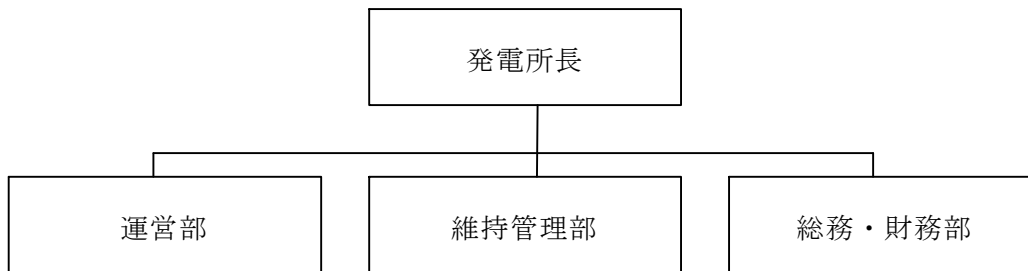 発電所長
運営部
維持管理部
総務・財務部